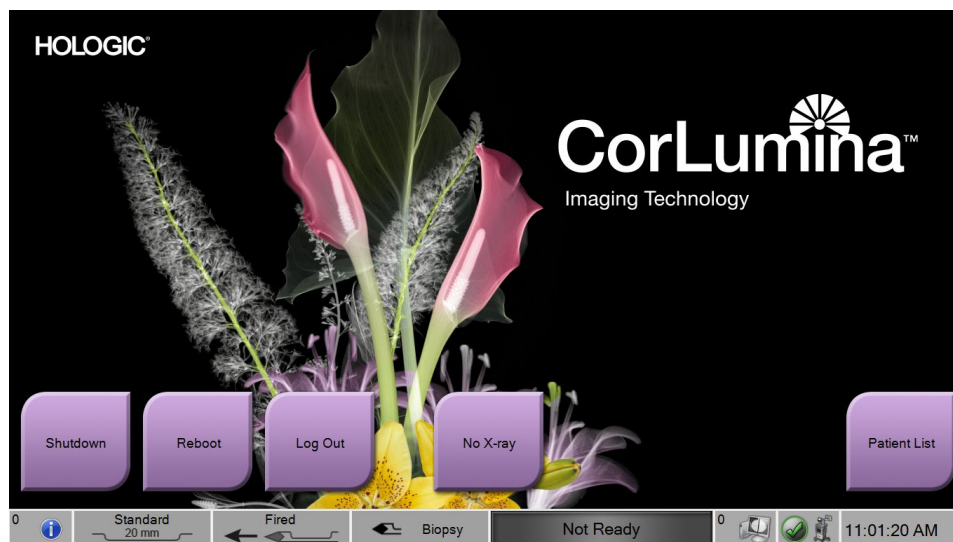 HOLOGIC®
CorLumina™
Imaging Technology
Shutdown
Reboot
Log Out
No X-ray
Patient List
0
Standard
20 mm
Fired
Biopsy
Not Ready
0
11:01:20 AM